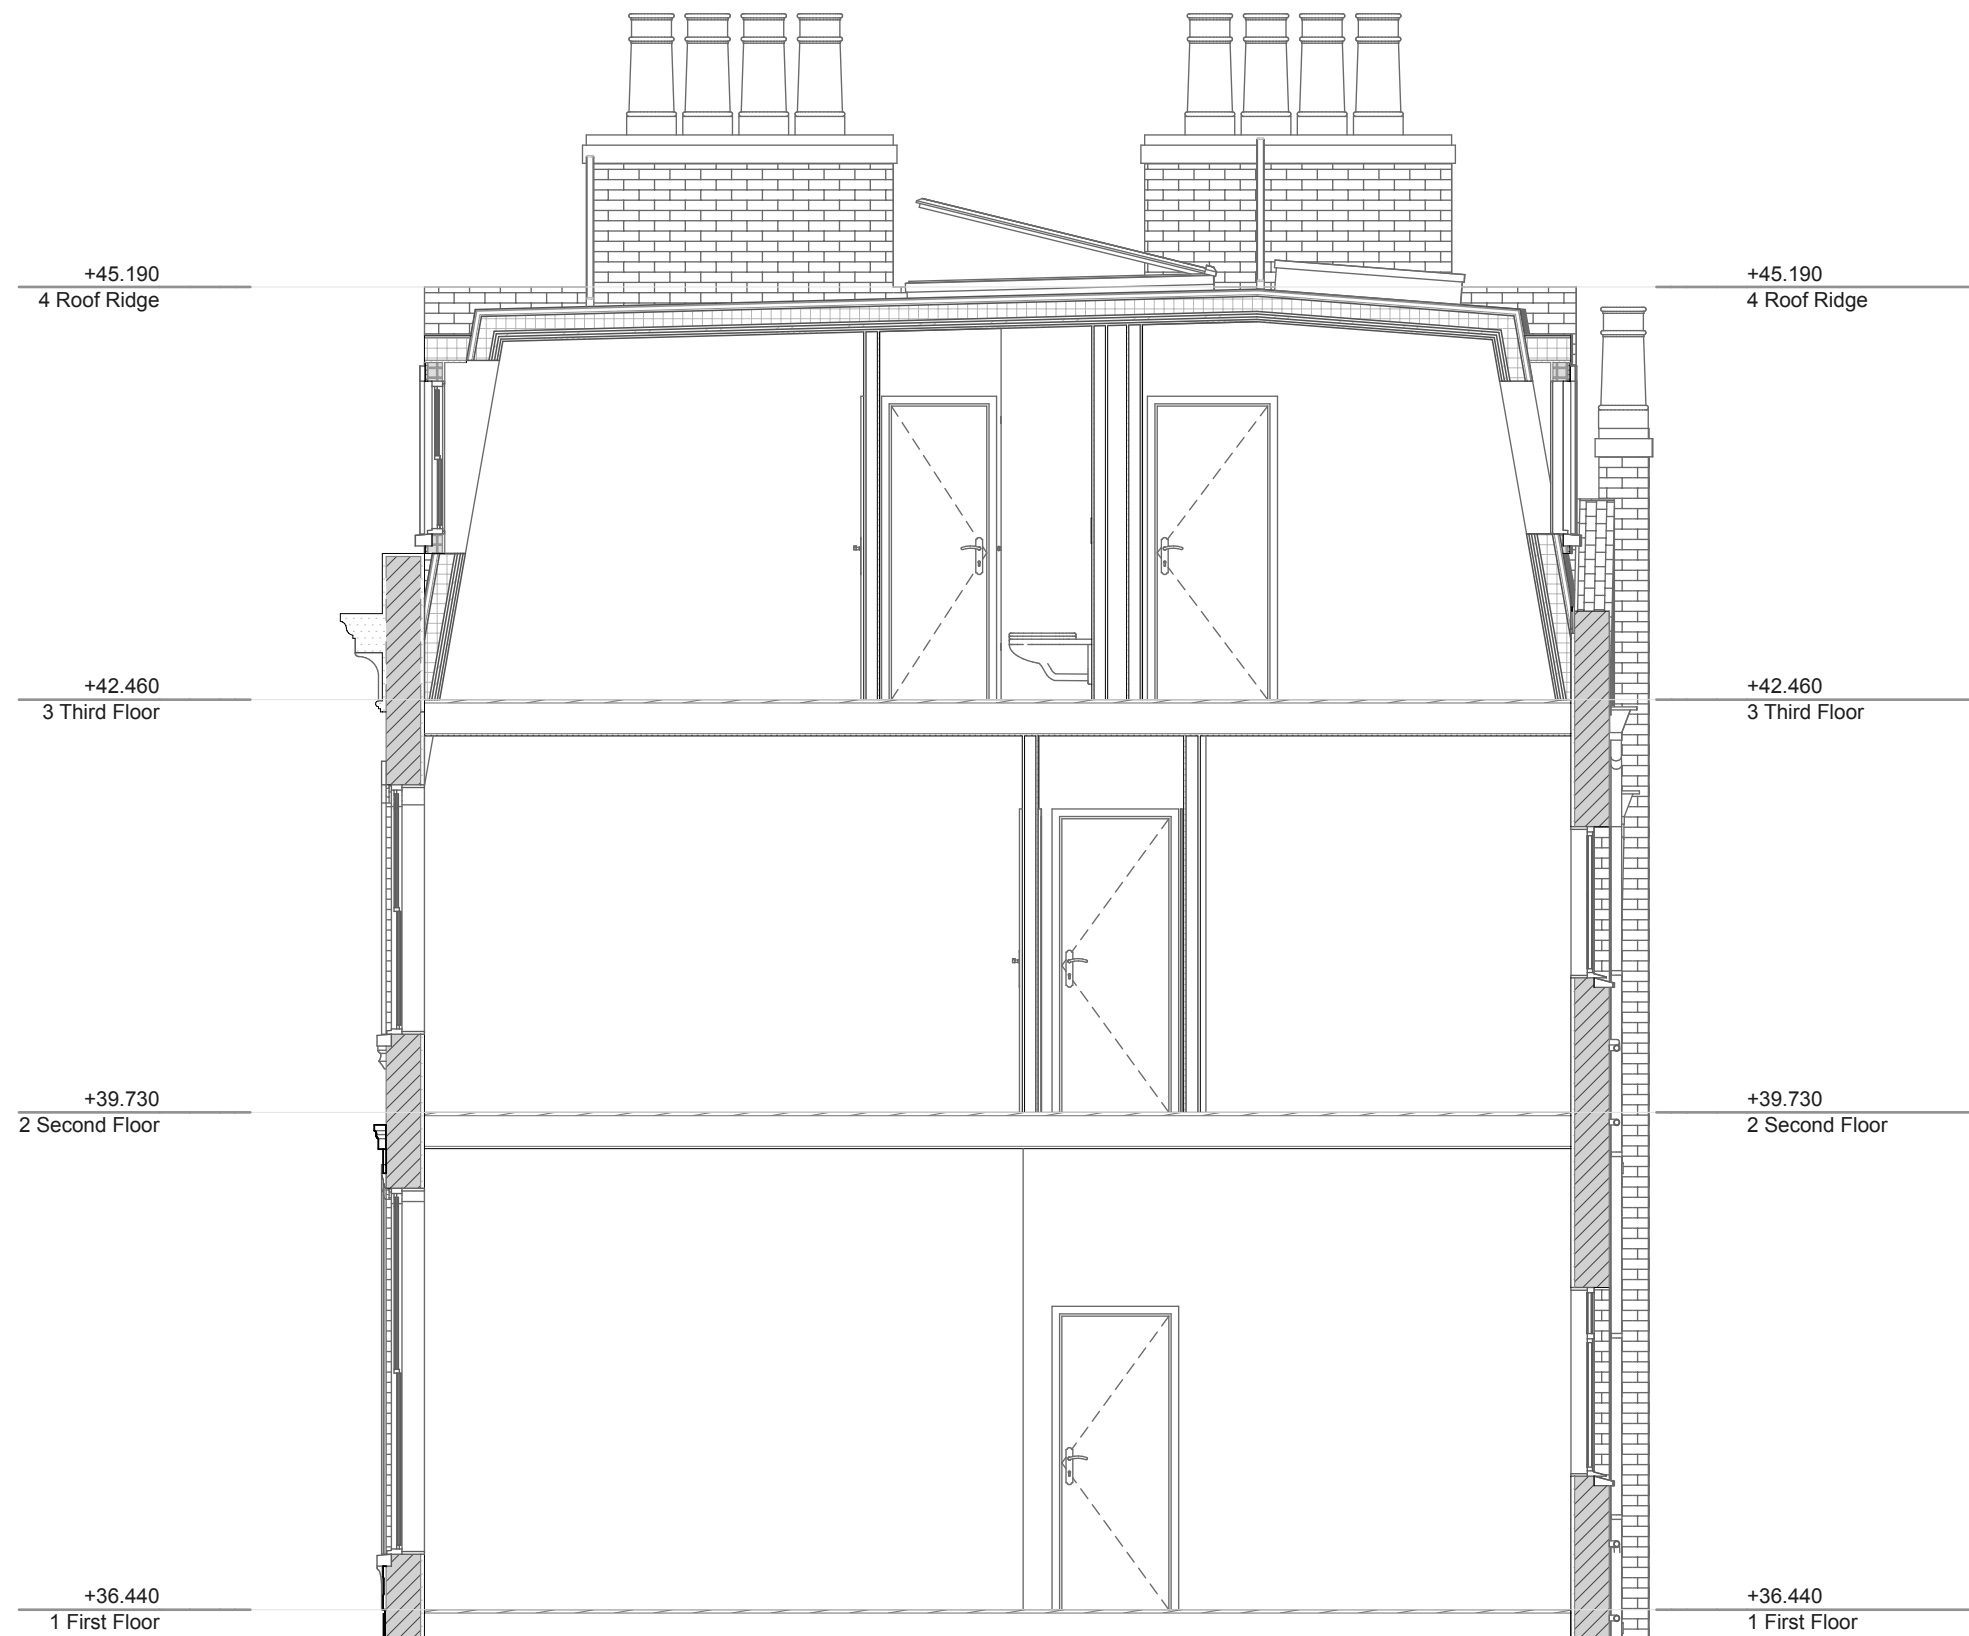 +45.190
4 Roof Ridge
+45.190
4 Roof Ridge
+42.460
3 Third Floor
+42.460
3 Third Floor
+39.730
2 Second Floor
+39.730
2 Second Floor
+36.440
1 First Floor
+36.440
1 First Floor